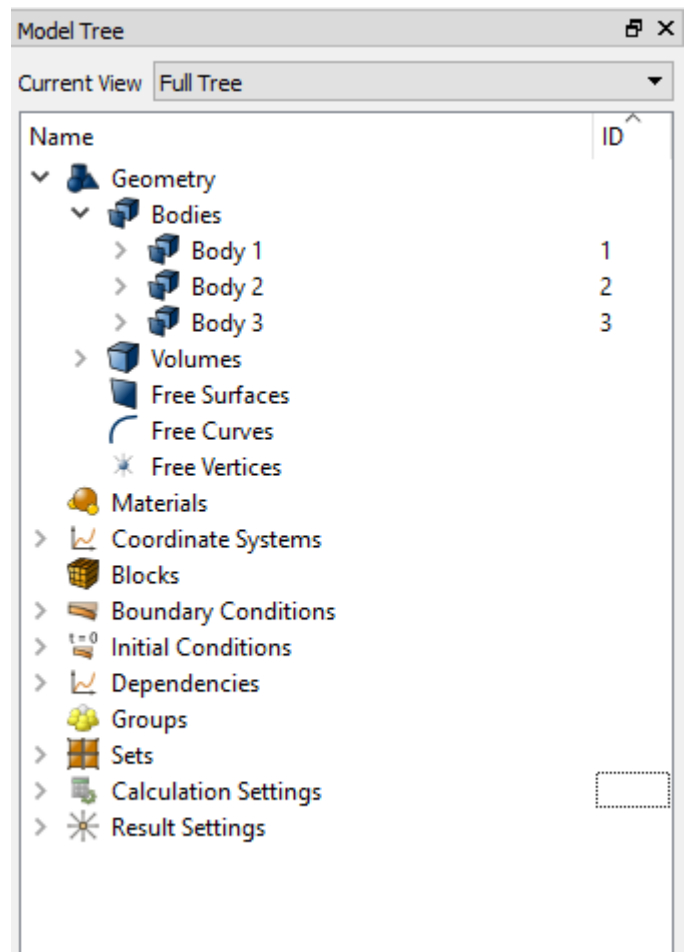 Model Tree
Current View Full Tree
Name ID
Geometry
Bodies
Body 1 1
Body 2 2
Body 3 3
Volumes
Free Surfaces
Free Curves
Free Vertices
Materials
Coordinate Systems
Blocks
Boundary Conditions
t=0 Initial Conditions
Dependencies
Groups
Sets
Calculation Settings
Result Settings